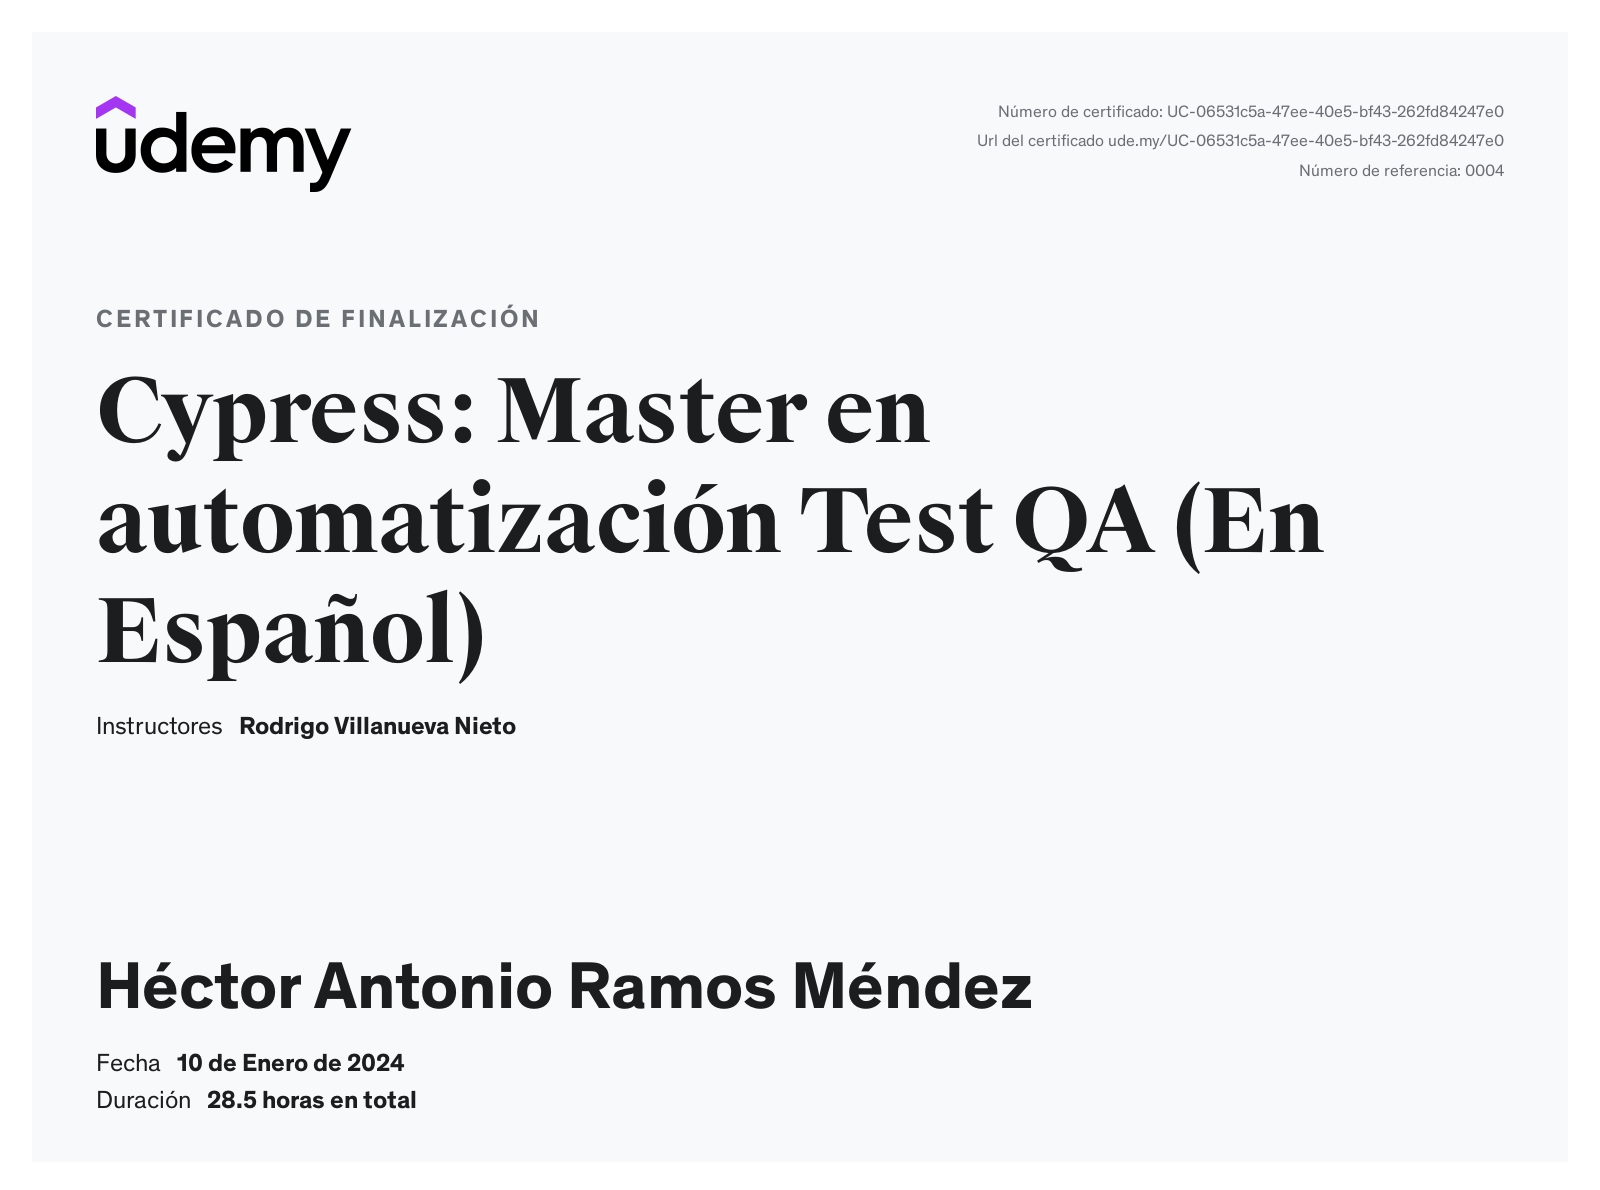 udemy
Número de certificado: UC-06531c5a-47ee-40e5-bf43-262fd84247e0
Url del certificado ude.my/UC-06531c5a-47ee-40e5-bf43-262fd84247e0
Número de referencia: 0004
CERTIFICADO DE FINALIZACIÓN
Cypress: Master en
automatización Test QA (En
Español)
Instructores Rodrigo Villanueva Nieto
Héctor Antonio Ramos Méndez
Fecha 10 de Enero de 2024
Duración 28.5 horas en total